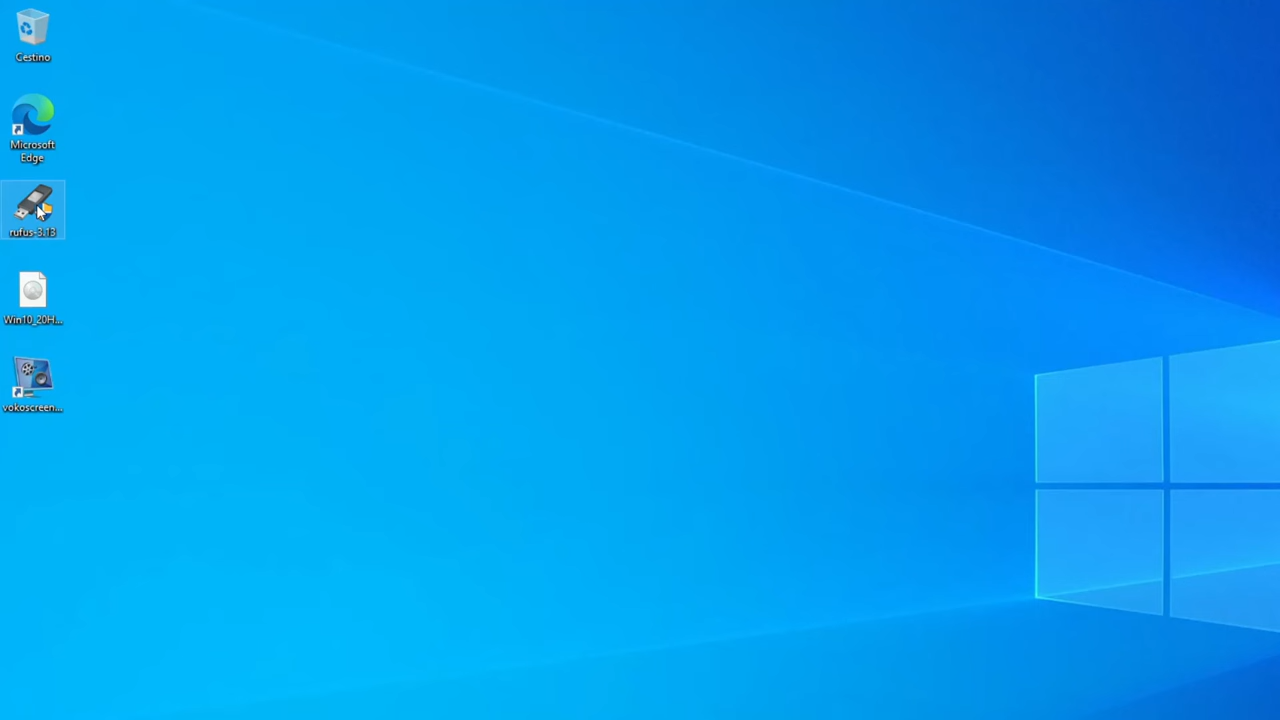 Cestino
Microsoft
Edge
rufus-3.13
Win10_20H...
vokoscreen...